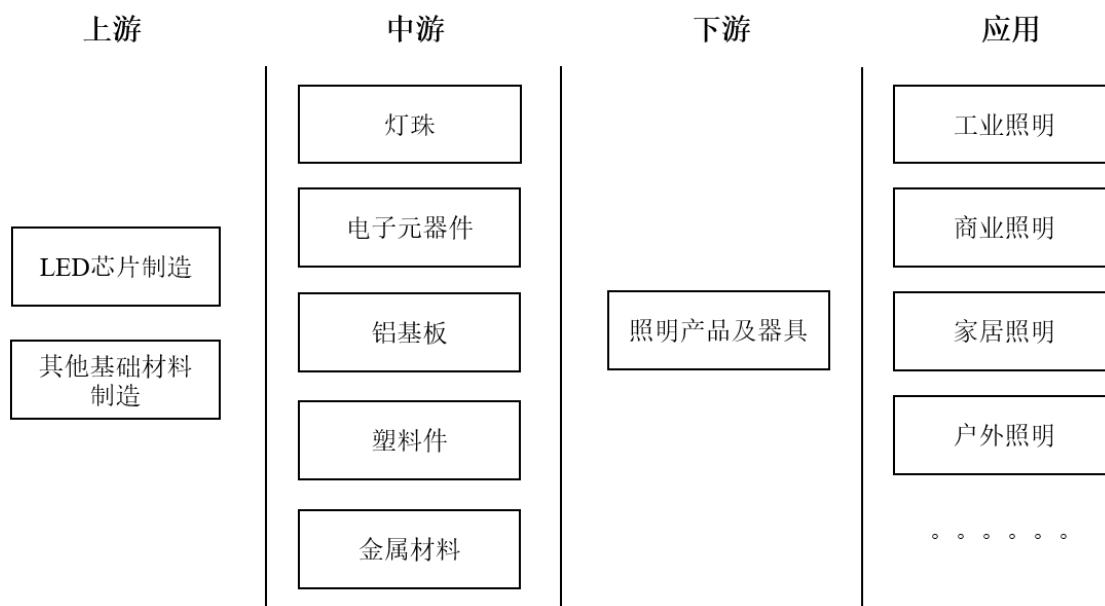 上游
中游
下游
应用
LED芯片制造
其他基础材料
制造
灯珠
电子元器件
铝基板
塑料件
金属材料
照明产品及器具
工业照明
商业照明
家居照明
户外照明
。。。。。。